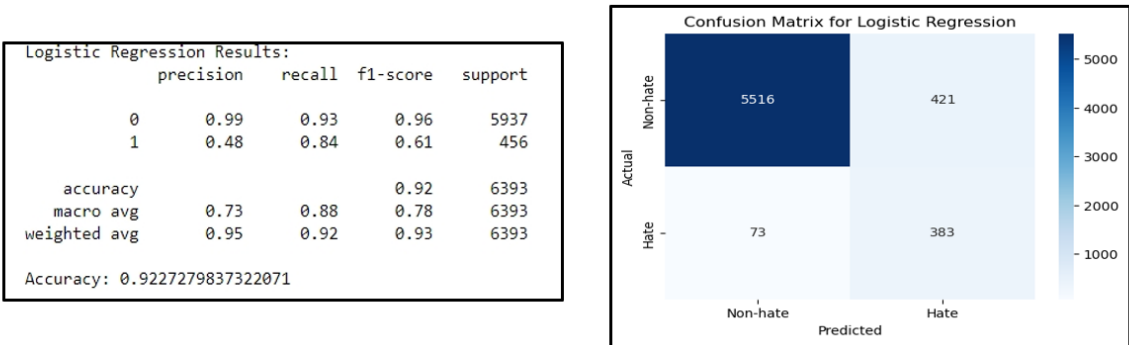 Logistic Regression Results:
precision recall f1-score support
0 0.99 0.93 0.96 5937
1 0.48 0.84 0.61 456
accuracy 0.92 6393
macro avg 0.73 0.88 0.78 6393
weighted avg 0.95 0.92 0.93 6393
Accuracy: 0.9227279837322071
Confusion Matrix for Logistic Regression
Actual
Non-hate
5516 421
Hate
73 383
Non-hate Hate
Predicted
5000
4000
3000
2000
1000